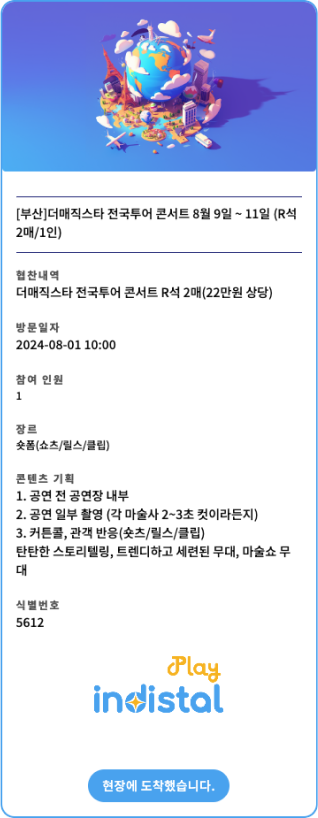 [부산]더매직스타 전국투어 콘서트 8월 9일 ~ 11일 (R석
2매/1인)
협찬내역
더매직스타 전국투어 콘서트 R석 2매(22만원 상당)
방문일자
2024-08-01 10:00
참여 인원
1
장르
숏폼(쇼츠/릴스/클립)
콘텐츠 기획
1. 공연 전 공연장 내부
2. 공연 일부 촬영 (각 마술사 2~3초 컷이라든지)
3. 커튼콜, 관객 반응(숏츠/릴스/클립)
탄탄한 스토리텔링, 트렌디하고 세련된 무대, 마술쇼 무
대
식별번호
5612
Play
indistal
현장에 도착했습니다.